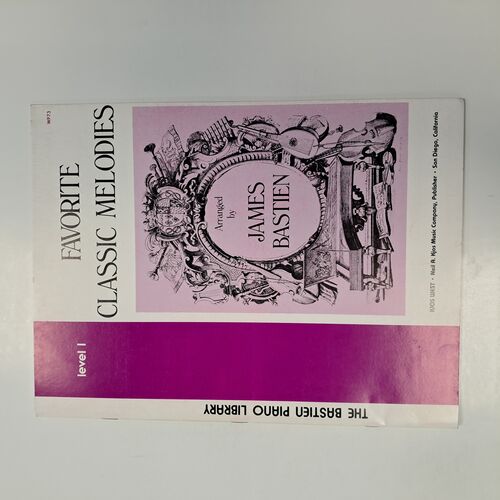 WP73
FAVORITE
CLASSIC MELODIES
Arranged
by
JAMES
BASTIEN
KJOS WEST • Neil A. Kjos Music Company, Publisher • San Diego, California
level 1
THE BASTIEN PIANO LIBRARY